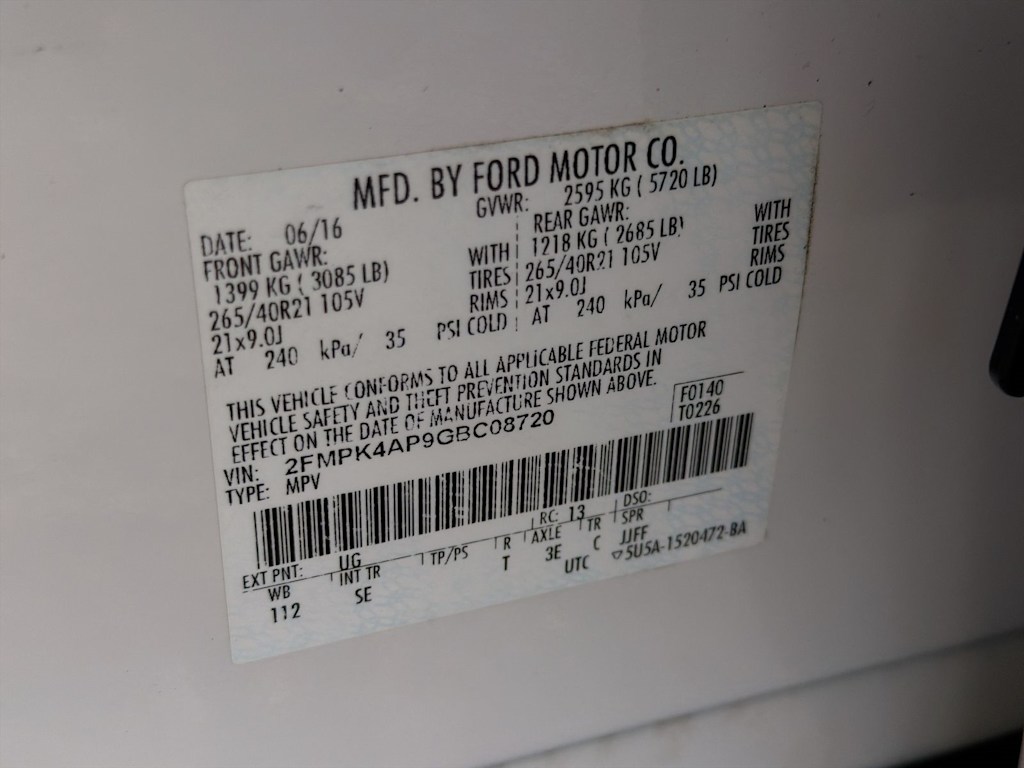 MFD. BY FORD MOTOR CO.
DATE: 06/16 GVWR: 2595 KG ( 5720 LB)
FRONT GAWR: REAR GAWR:
1399 KG ( 3085 LB) WITH 1218 KG ( 2685 LB) WITH
265/40R21 105V TIRES 265/40R21 105V TIRES
21x9.0J RIMS 21x9.0J RIMS
AT 240 kPa/ 35 PSI COLD AT 240 kPa/ 35 PSI COLD
THIS VEHICLE CONFORMS TO ALL APPLICABLE FEDERAL MOTOR
VEHICLE SAFETY AND THEFT PREVENTION STANDARDS IN
EFFECT ON THE DATE OF MANUFACTURE SHOWN ABOVE.
VIN: 2FMPK4AP9GBC08720 F0140
TYPE: MPV T0226
EXT PNT: UG RC: 13 DSO:
WB INT TR TP/PS R AXLE TR SPR
112 SE T 3E C JJFF
UTC ▽5U5A-1520472-BA